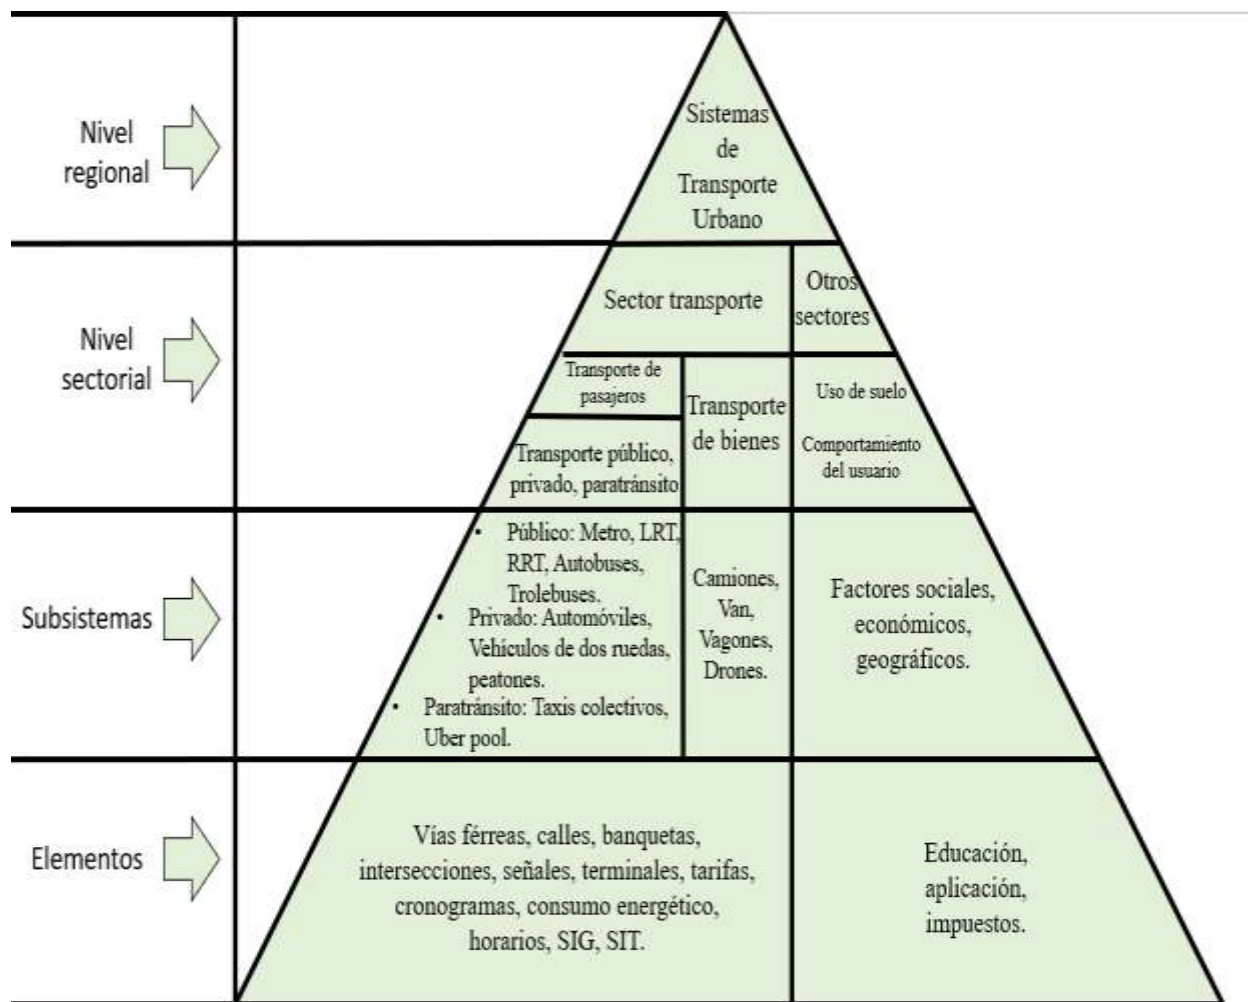 Nivel
regional
Sistemas
de
Transporte
Urbano
Nivel
sectorial
Sector transporte
Otros
sectores
Transporte de
pasajeros
Transporte público,
privado, paratránsito
Transporte
de bienes
Uso de suelo
Comportamiento
del usuario
Subsistemas
• Público: Metro, LRT,
RRT, Autobuses,
Trolebuses.
• Privado: Automóviles,
Vehículos de dos ruedas,
peatones.
• Paratránsito: Taxis colectivos,
Uber pool.
Camiones,
Van,
Vagones,
Drones.
Factores sociales,
económicos,
geográficos.
Elementos
Vías férreas, calles, banquetas,
intersecciones, señales, terminales, tarifas,
cronogramas, consumo energético,
horarios, SIG, SIT.
Educación,
aplicación,
impuestos.